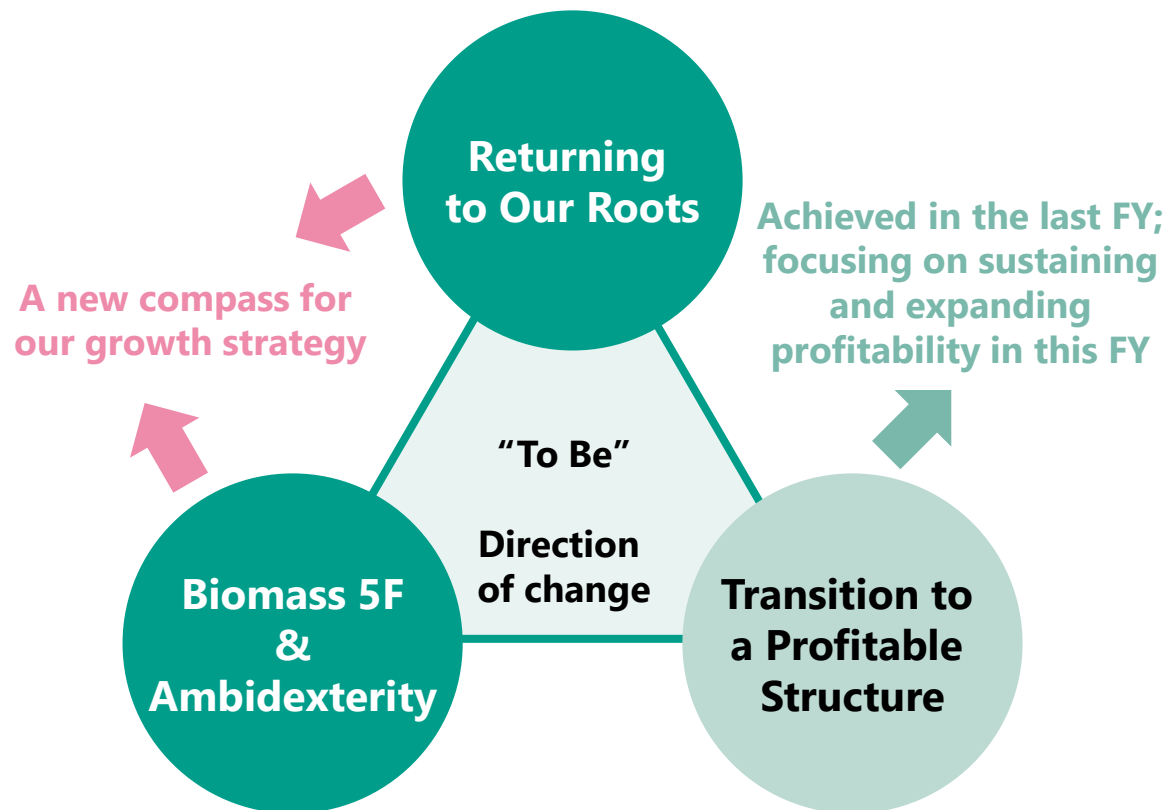 Returning
to Our Roots
Achieved in the last FY;
focusing on sustaining
and expanding
profitability in this FY
A new compass for
our growth strategy
“To Be”
Direction
of change
Biomass 5F
&
Ambidexterity
Transition to
a Profitable
Structure